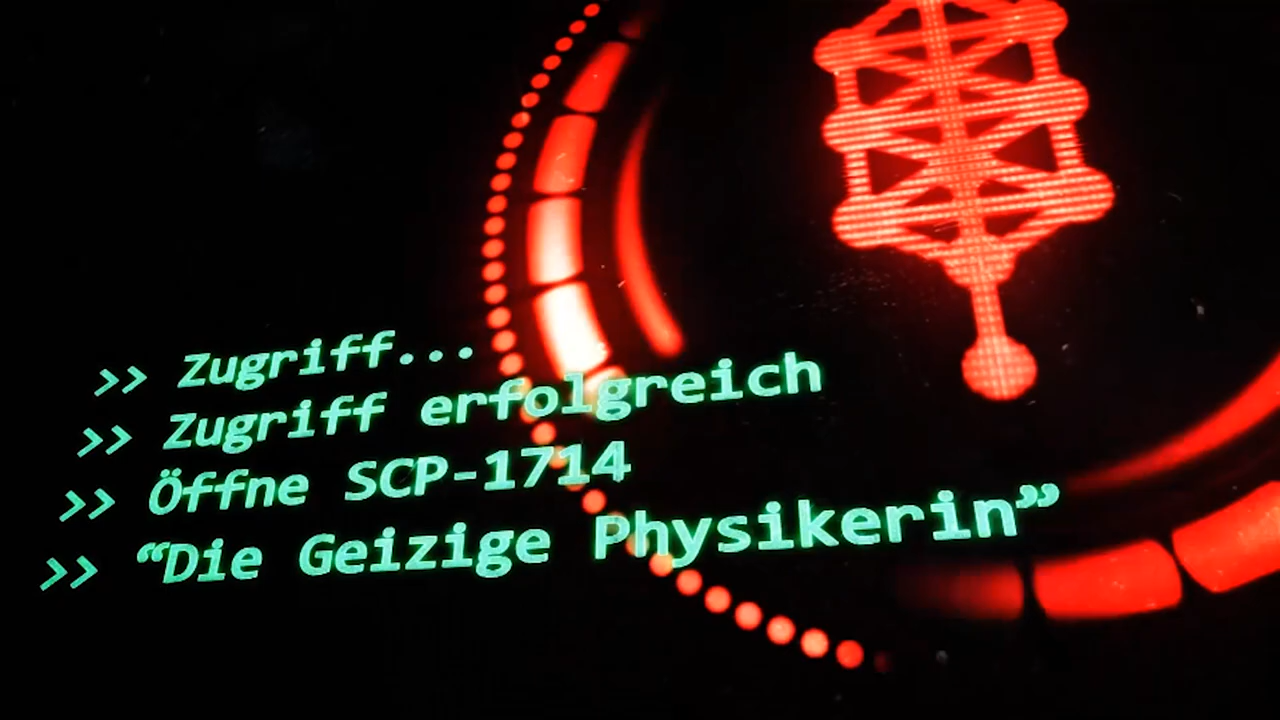 >> Zugriff...
>> Zugriff erfolgreich
>> Öffne SCP-1714
>> “Die Geizige Physikerin”